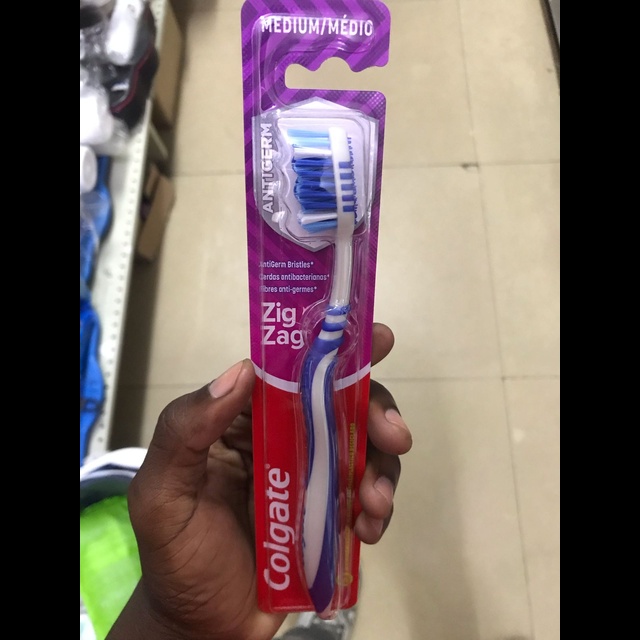 MEDIUM/MÉDIO
ANTIGERM
AntiGerm Bristles*
Cerdas antibacterianas*
Fibres anti-germes*
Zig
Zag
Colgate